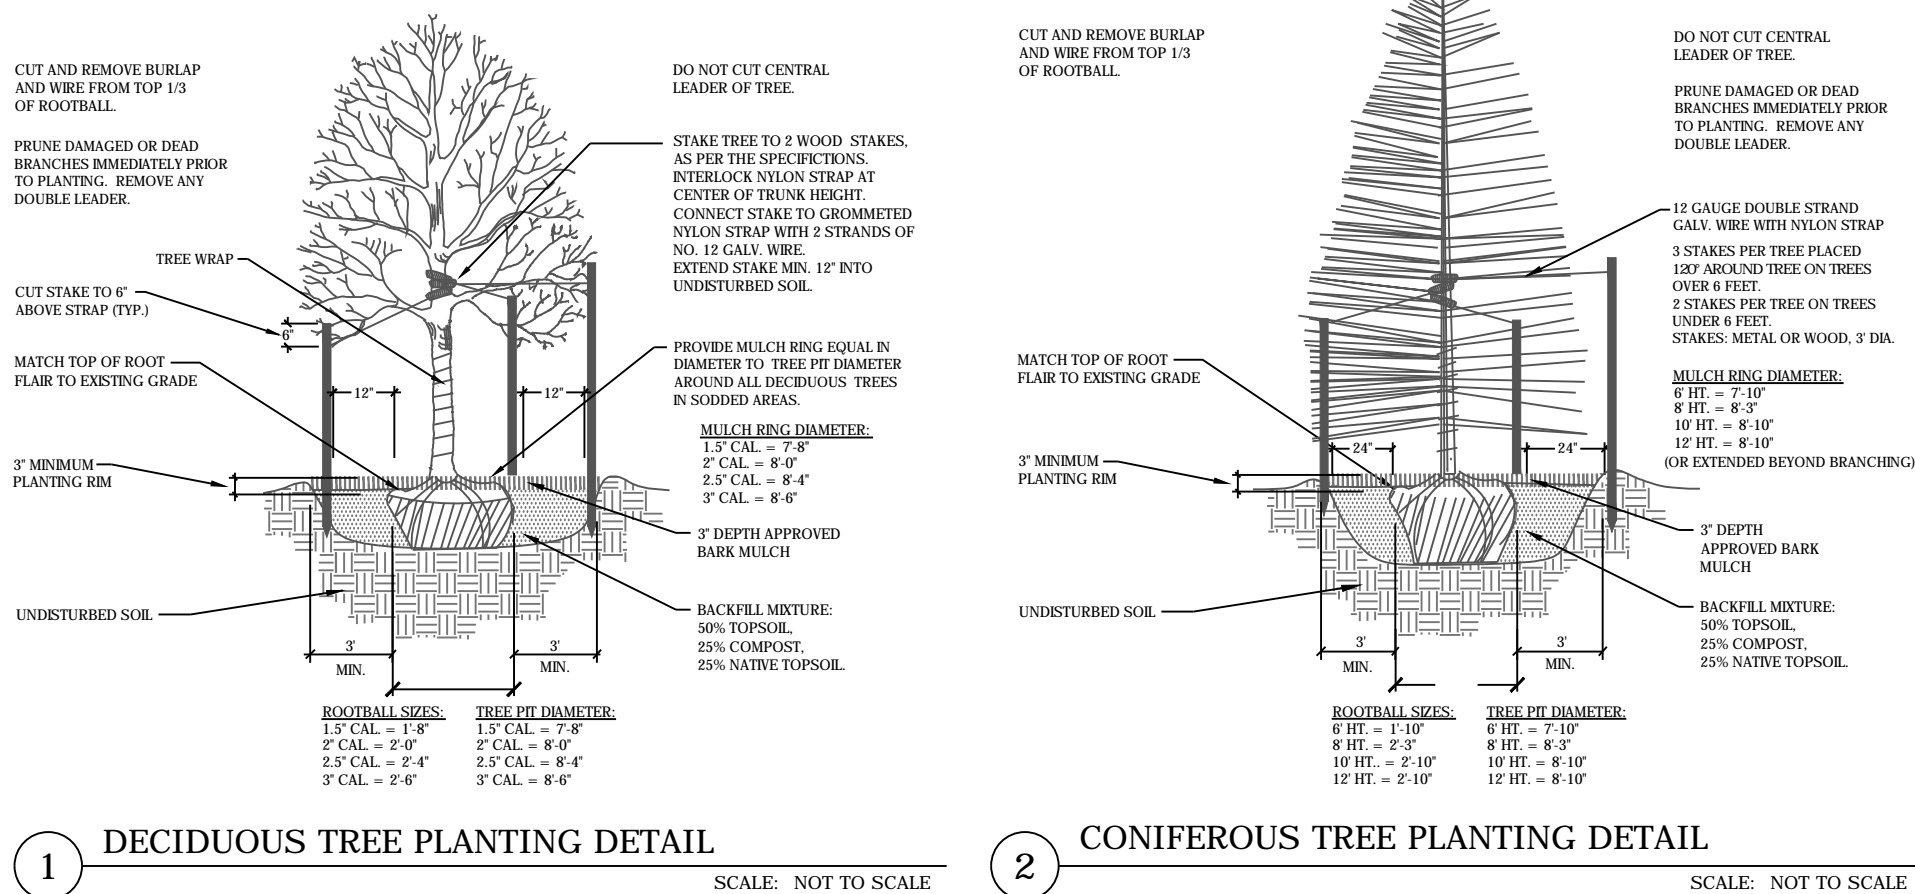 CUT AND REMOVE BURLAP
AND WIRE FROM TOP 1/3
OF ROOTBALL.
PRUNE DAMAGED OR DEAD
BRANCHES IMMEDIATELY PRIOR
TO PLANTING. REMOVE ANY
DOUBLE LEADER.
TREE WRAP
CUT STAKE TO 6"
ABOVE STRAP (TYP.)
6"
MATCH TOP OF ROOT
FLAIR TO EXISTING GRADE
12"
12"
3" MINIMUM
PLANTING RIM
UNDISTURBED SOIL
DO NOT CUT CENTRAL
LEADER OF TREE.
STAKE TREE TO 2 WOOD STAKES,
AS PER THE SPECIFICTIONS.
INTERLOCK NYLON STRAP AT
CENTER OF TRUNK HEIGHT.
CONNECT STAKE TO GROMMETED
NYLON STRAP WITH 2 STRANDS OF
NO. 12 GALV. WIRE.
EXTEND STAKE MIN. 12" INTO
UNDISTURBED SOIL.
PROVIDE MULCH RING EQUAL IN
DIAMETER TO TREE PIT DIAMETER
AROUND ALL DECIDUOUS TREES
IN SODDED AREAS.
MULCH RING DIAMETER:
1.5" CAL. = 7'-8"
2" CAL. = 8'-0"
2.5" CAL. = 8'-4"
3" CAL. = 8'-6"
3" DEPTH APPROVED
BARK MULCH
BACKFILL MIXTURE:
50% TOPSOIL,
25% COMPOST,
25% NATIVE TOPSOIL.
3'
MIN.
3'
MIN.
ROOTBALL SIZES:
1.5" CAL. = 1'-8"
2" CAL. = 2'-0"
2.5" CAL. = 2'-4"
3" CAL. = 2'-6"
TREE PIT DIAMETER:
1.5" CAL. = 7'-8"
2" CAL. = 8'-0"
2.5" CAL. = 8'-4"
3" CAL. = 8'-6"
1
DECIDUOUS TREE PLANTING DETAIL
SCALE: NOT TO SCALE
CUT AND REMOVE BURLAP
AND WIRE FROM TOP 1/3
OF ROOTBALL.
MATCH TOP OF ROOT
FLAIR TO EXISTING GRADE
24"
24"
3" MINIMUM
PLANTING RIM
UNDISTURBED SOIL
DO NOT CUT CENTRAL
LEADER OF TREE.
PRUNE DAMAGED OR DEAD
BRANCHES IMMEDIATELY PRIOR
TO PLANTING. REMOVE ANY
DOUBLE LEADER.
12 GAUGE DOUBLE STRAND
GALV. WIRE WITH NYLON STRAP
3 STAKES PER TREE PLACED
120° AROUND TREE ON TREES
OVER 6 FEET.
2 STAKES PER TREE ON TREES
UNDER 6 FEET.
STAKES: METAL OR WOOD, 3' DIA.
MULCH RING DIAMETER:
6' HT. = 7'-10"
8' HT. = 8'-3"
10' HT. = 8'-10"
12' HT. = 8'-10"
(OR EXTENDED BEYOND BRANCHING)
3" DEPTH
APPROVED BARK
MULCH
BACKFILL MIXTURE:
50% TOPSOIL,
25% COMPOST,
25% NATIVE TOPSOIL.
3'
MIN.
3'
MIN.
ROOTBALL SIZES:
6' HT. = 1'-10"
8' HT. = 2'-3"
10' HT.. = 2'-10"
12' HT. = 2'-10"
TREE PIT DIAMETER:
6' HT. = 7'-10"
8' HT. = 8'-3"
10' HT. = 8'-10"
12' HT. = 8'-10"
2
CONIFEROUS TREE PLANTING DETAIL
SCALE: NOT TO SCALE